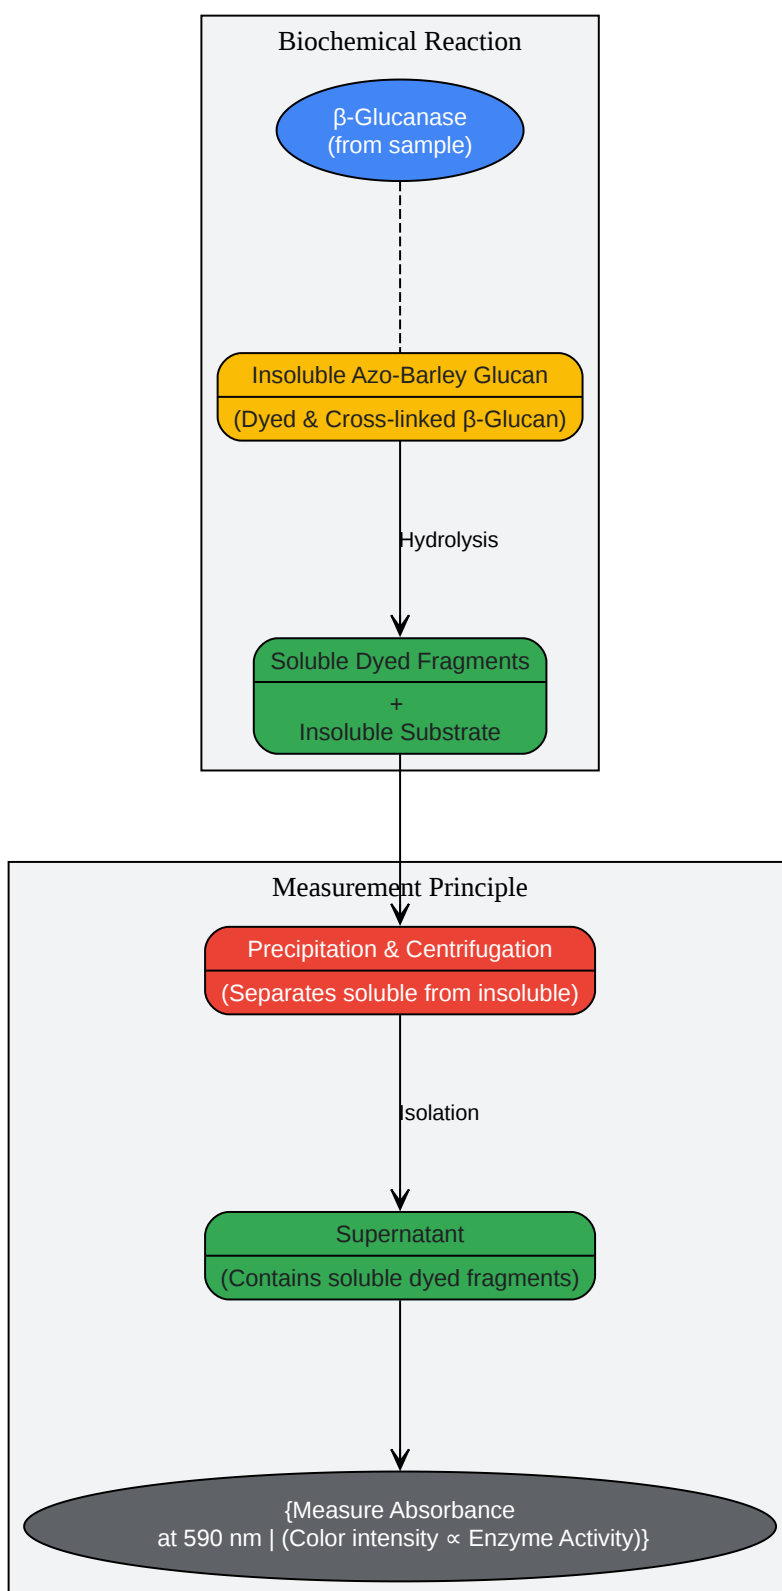 Biochemical Reaction
β-Glucanase
(from sample)
Insoluble Azo-Barley Glucan
(Dyed & Cross-linked β-Glucan)
Hydrolysis
Soluble Dyed Fragments
+
Insoluble Substrate
Measurement Principle
Precipitation & Centrifugation
(Separates soluble from insoluble)
Isolation
Supernatant
(Contains soluble dyed fragments)
{Measure Absorbance
at 590 nm | (Color intensity ∝ Enzyme Activity)}